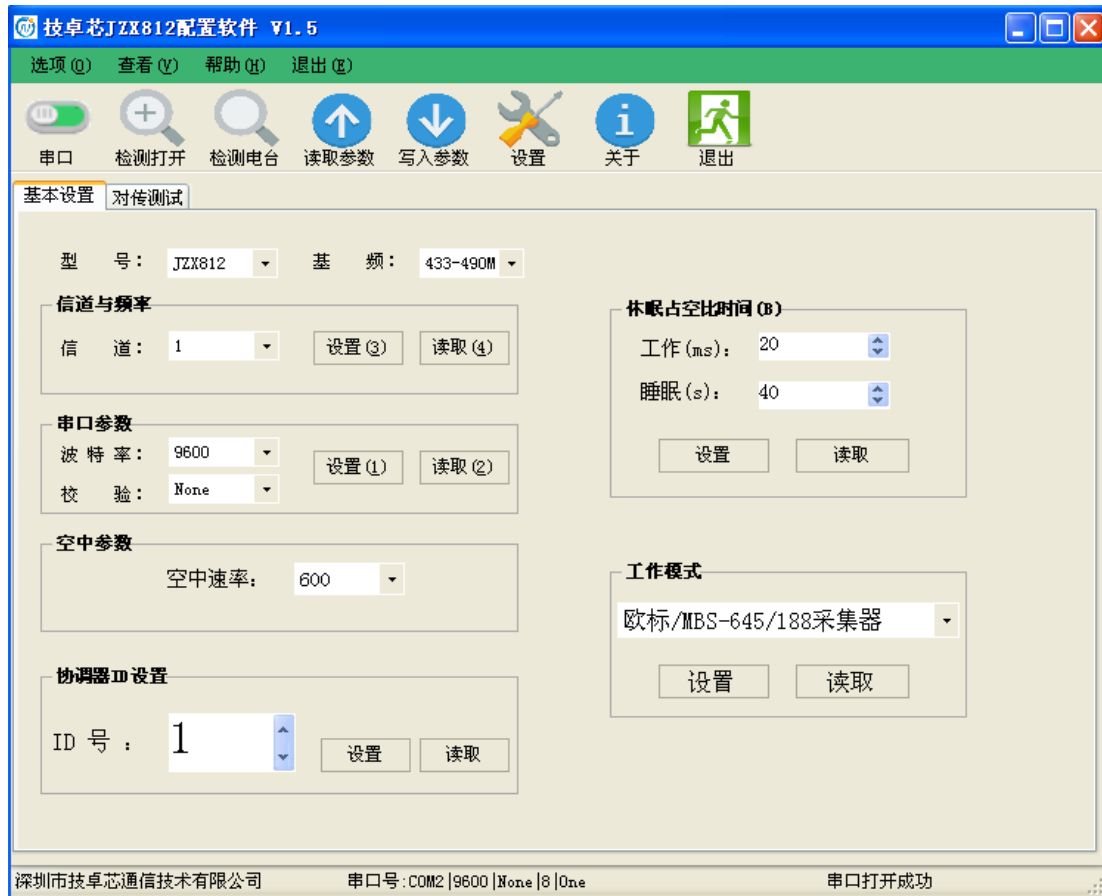 技卓芯JZX812配置软件 V1.5
选项(O) 查看(V) 帮助(H) 退出(E)
串口 检测打开 检测电台 读取参数 写入参数 设置 关于 退出
基本设置 对传测试
型 号： JZX812 基 频： 433-490M
信道与频率
信 道： 1 设置(3) 读取(4)
串口参数
波 特 率： 9600 设置(1) 读取(2)
校 验： None
空中参数
空中速率： 600
协调器ID设置
ID 号 ： 1 设置 读取
休眠占空比时间(B)
工作(ms)： 20
睡眠(s)： 40
设置 读取
工作模式
欧标/MBS-645/188采集器
设置 读取
深圳市技卓芯通信技术有限公司 串口号:COM2|9600|None|8|One 串口打开成功